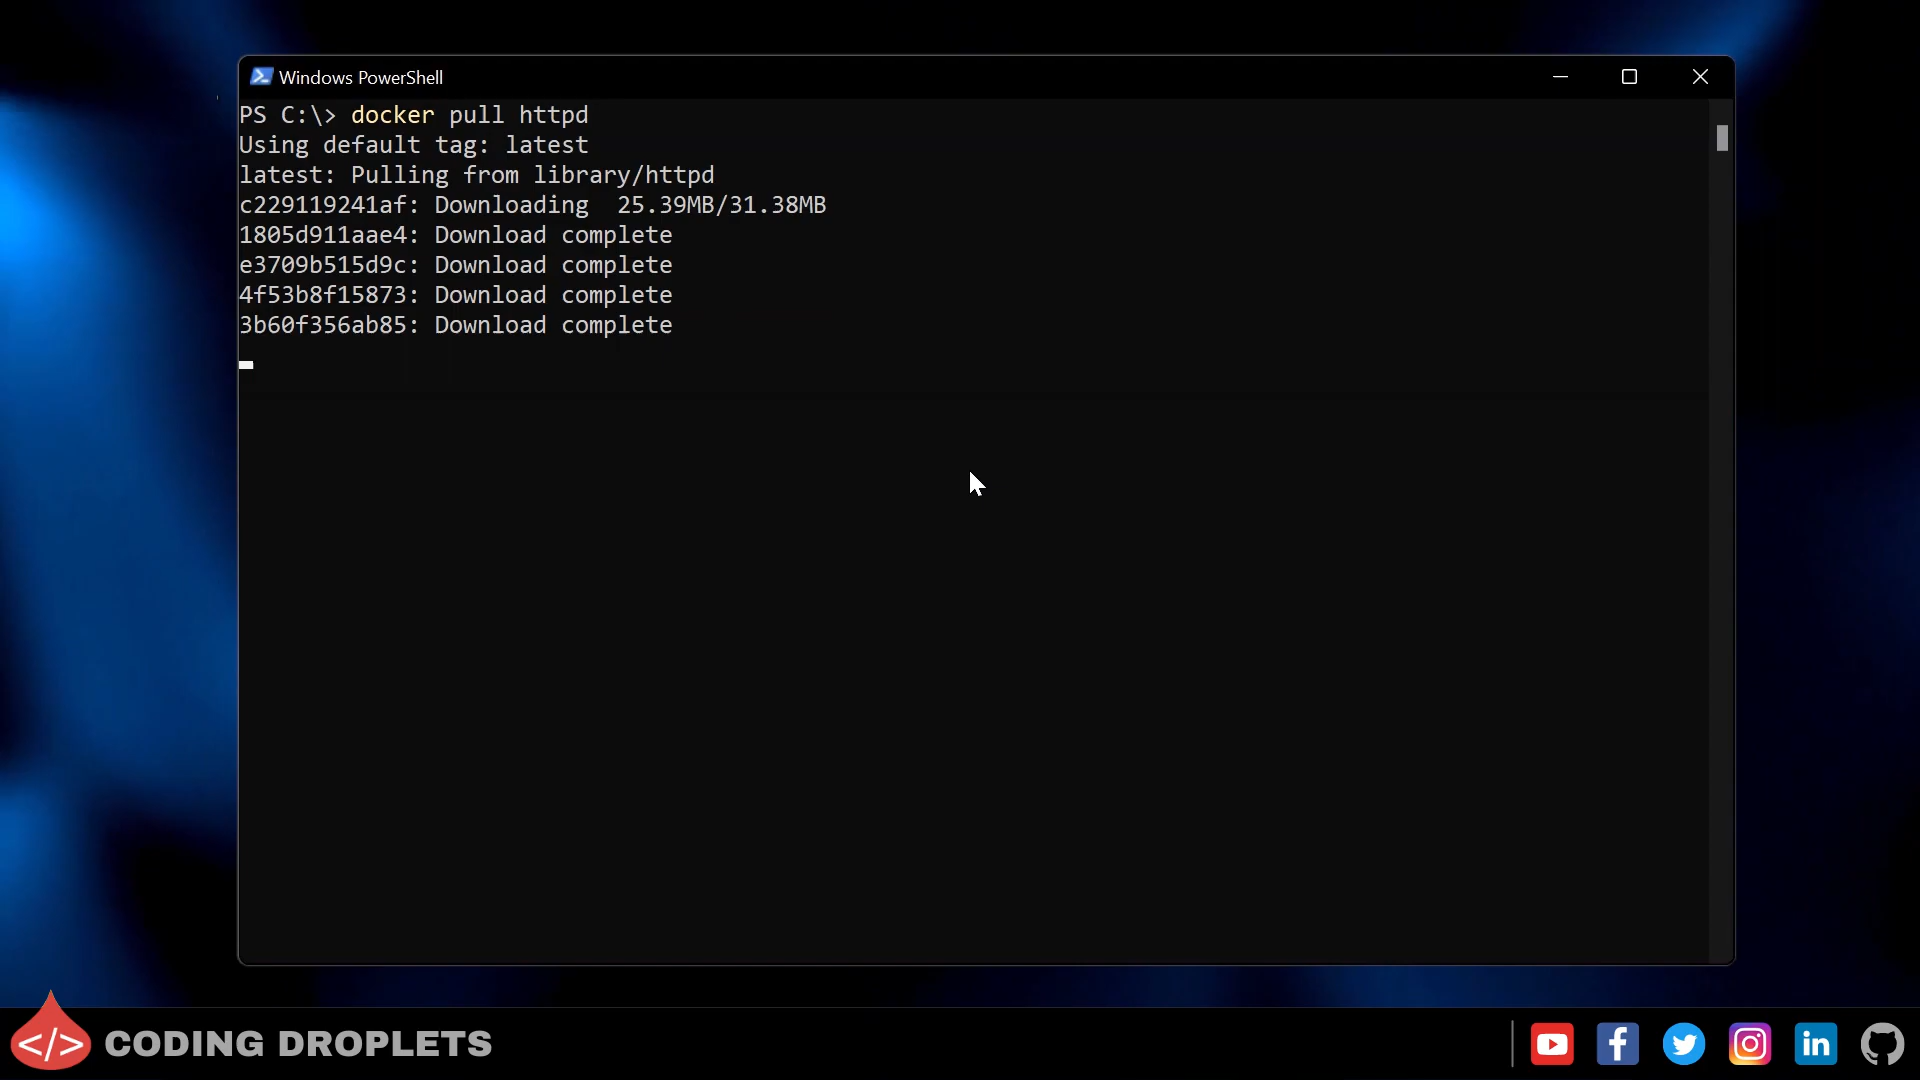 Windows PowerShell
PS C:\> docker pull httpd
Using default tag: latest
latest: Pulling from library/httpd
c229119241af: Downloading  25.39MB/31.38MB
1805d911aae4: Download complete
e3709b515d9c: Download complete
4f53b8f15873: Download complete
3b60f356ab85: Download complete
</> CODING DROPLETS